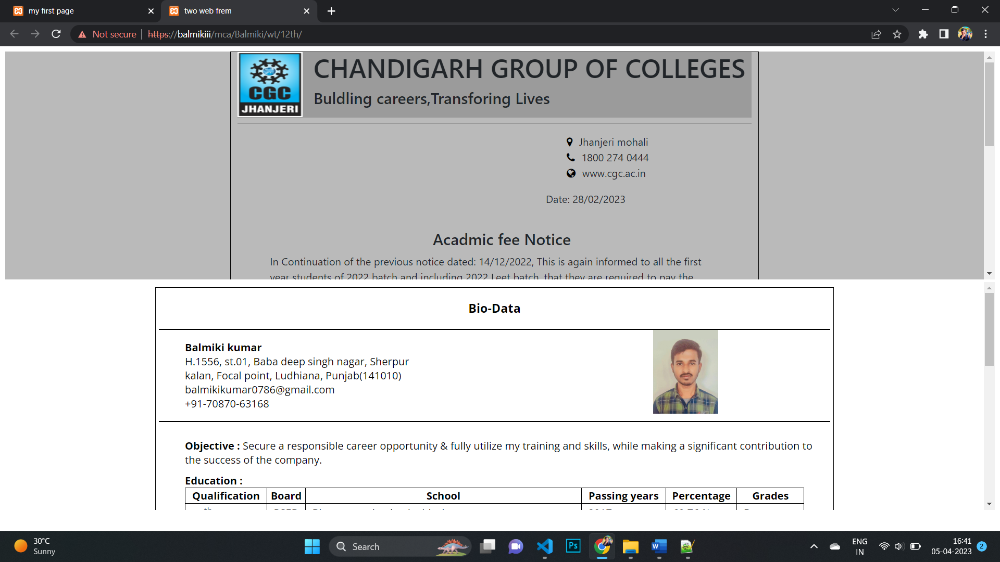 my first page
two web frem
Not secure
https://balmikiii/mca/Balmiki/wt/12th/
CGC
JHANJERI
CHANDIGARH GROUP OF COLLEGES
Buldling careers,Transforing Lives
Jhanjeri mohali
1800 274 0444
www.cgc.ac.in
Date: 28/02/2023
Acadmic fee Notice
In Continuation of the previous notice dated: 14/12/2022, This is again informed to all the first
year students of 2022 batch and including 2022 Leet batch, that they are required to pay the
Bio-Data
Balmiki kumar
H.1556, st.01, Baba deep singh nagar, Sherpur
kalan, Focal point, Ludhiana, Punjab(141010)
balmikikumar0786@gmail.com
+91-70870-63168
Objective : Secure a responsible career opportunity & fully utilize my training and skills, while making a significant contribution to
the success of the company.
Education :
Qualification Board School Passing years Percentage Grades
30°C
Sunny
Search
Ps
W
ENG
IN
16:41
05-04-2023
2